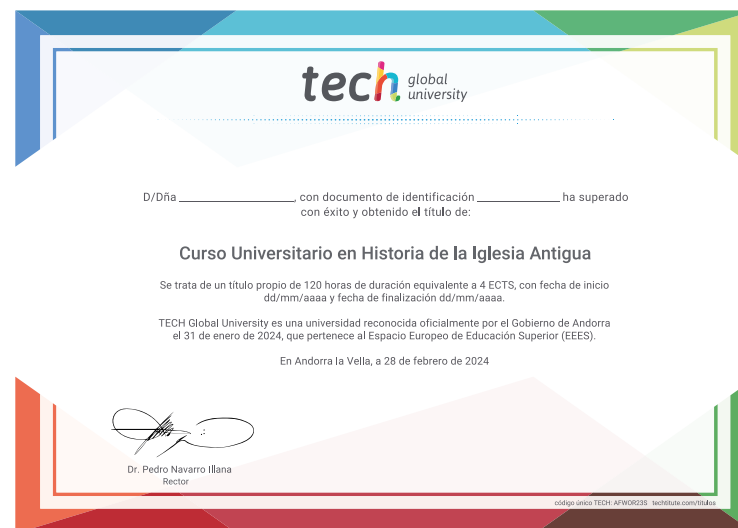 tech global
university
D/Dña ____________________, con documento de identificación ______________ ha superado
con éxito y obtenido el título de:
Curso Universitario en Historia de la Iglesia Antigua
Se trata de un título propio de 120 horas de duración equivalente a 4 ECTS, con fecha de inicio
dd/mm/aaaa y fecha de finalización dd/mm/aaaa.
TECH Global University es una universidad reconocida oficialmente por el Gobierno de Andorra
el 31 de enero de 2024, que pertenece al Espacio Europeo de Educación Superior (EEES).
En Andorra la Vella, a 28 de febrero de 2024
Dr. Pedro Navarro Illana
Rector
código único TECH: AFWOR23S techtitute.com/titulos